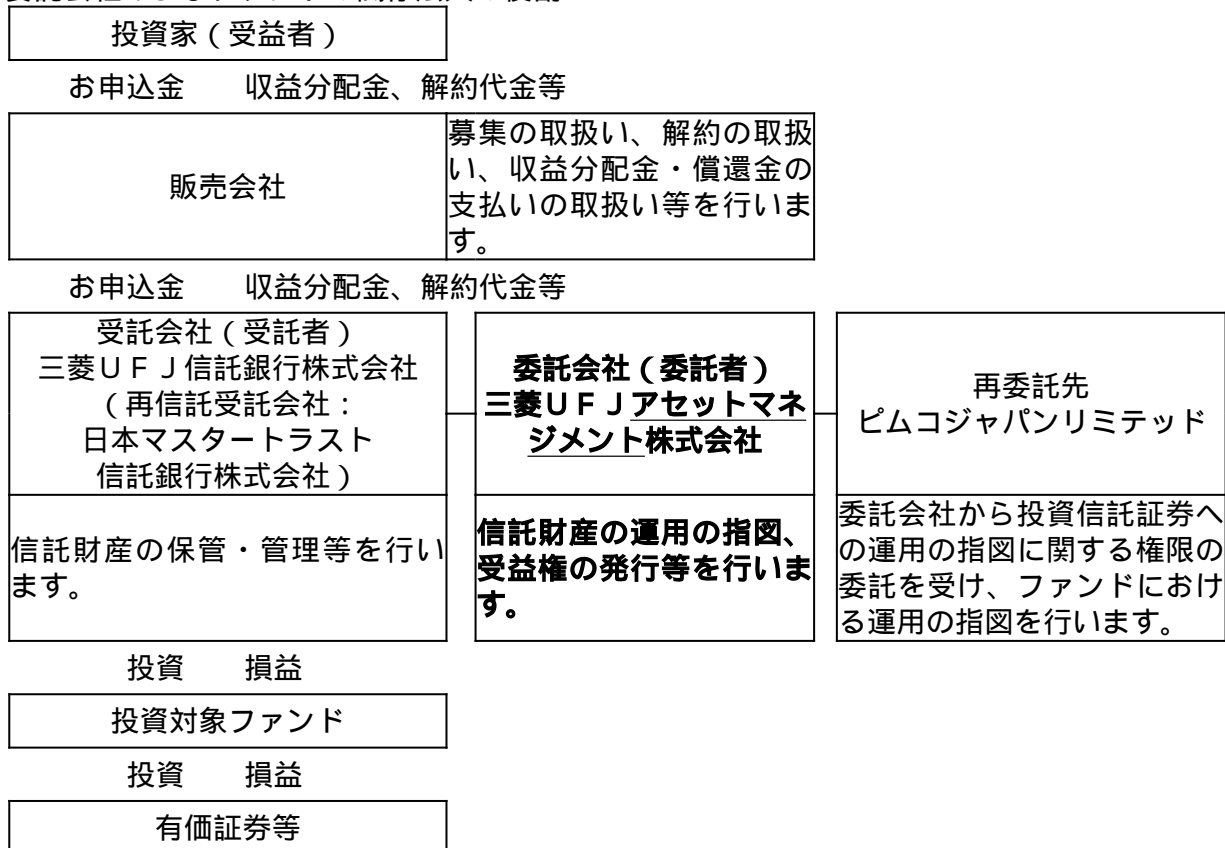 投資家（受益者）
お申込金　　収益分配金、解約代金等
販売会社
募集の取扱い、解約の取扱
い、収益分配金・償還金の
支払いの取扱い等を行いま
す。
お申込金　　収益分配金、解約代金等
受託会社（受託者）
三菱ＵＦＪ信託銀行株式会社
（再信託受託会社：
日本マスタートラスト
信託銀行株式会社）
委託会社（委託者）
三菱ＵＦＪアセットマネ
ジメント株式会社
再委託先
ピムコジャパンリミテッド
信託財産の保管・管理等を行い
ます。
信託財産の運用の指図、
受益権の発行等を行いま
す。
委託会社から投資信託証券へ
の運用の指図に関する権限の
委託を受け、ファンドにおけ
る運用の指図を行います。
投資　　損益
投資対象ファンド
投資　　損益
有価証券等